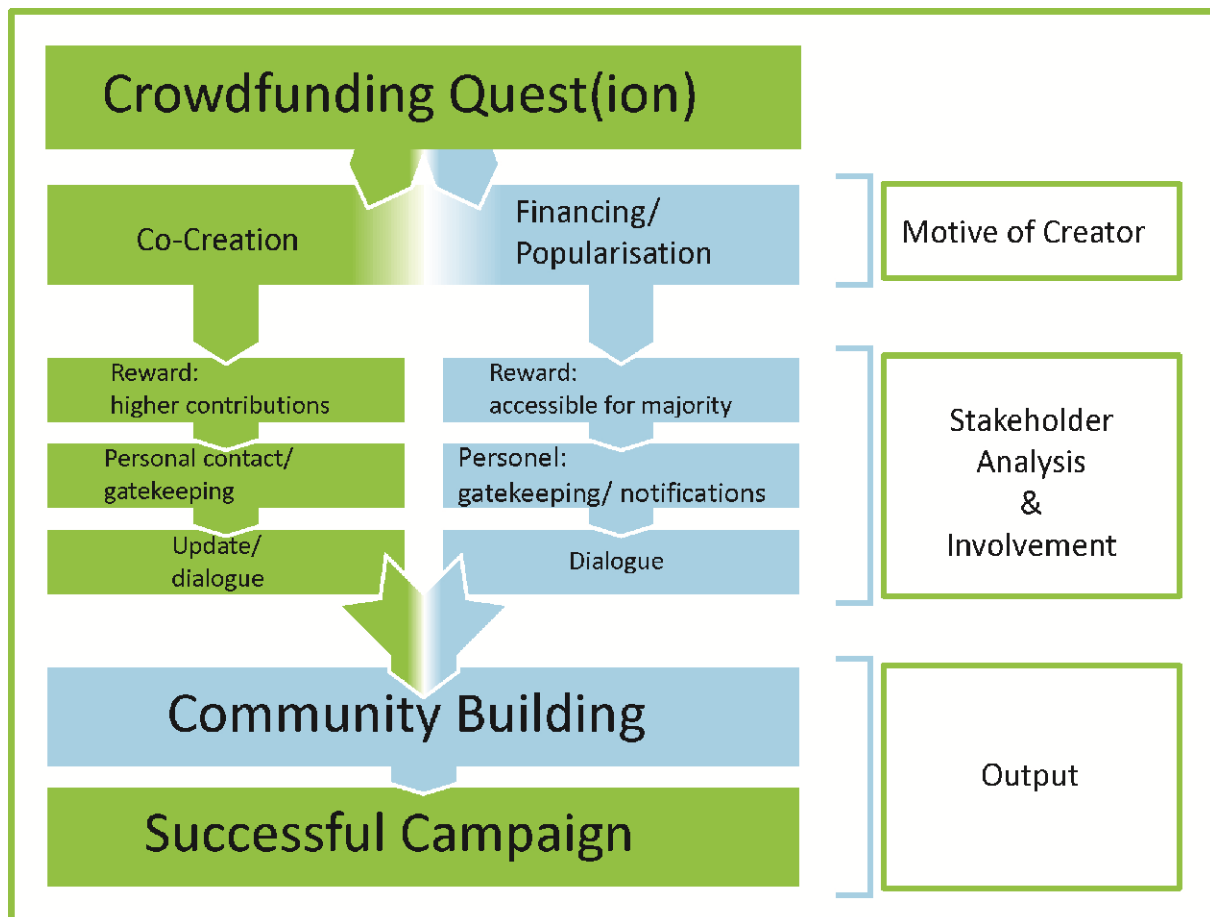 Crowdfunding Quest(ion)
Co-Creation
Financing/
Popularisation
Motive of Creator
Reward:
higher contributions
Reward:
accessible for majority
Personal contact/
gatekeeping
Personel:
gatekeeping/ notifications
Update/
dialogue
Dialogue
Stakeholder
Analysis
&
Involvement
Community Building
Successful Campaign
Output